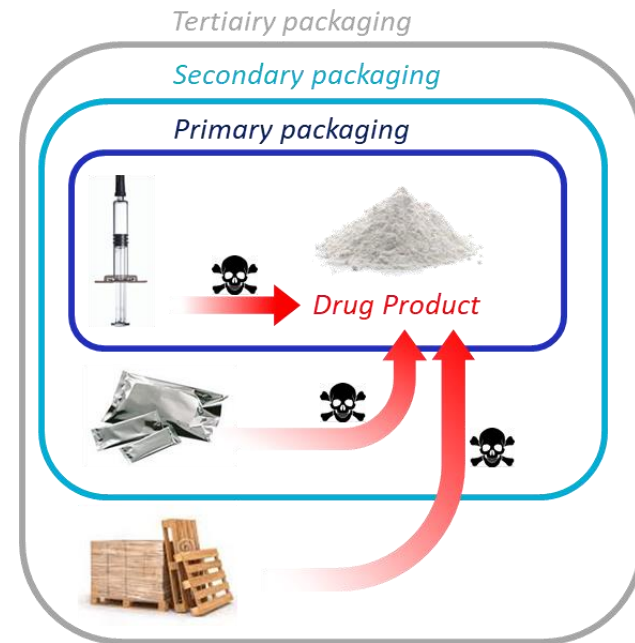 Tertiairy packaging
Secondary packaging
Primary packaging
Drug Product